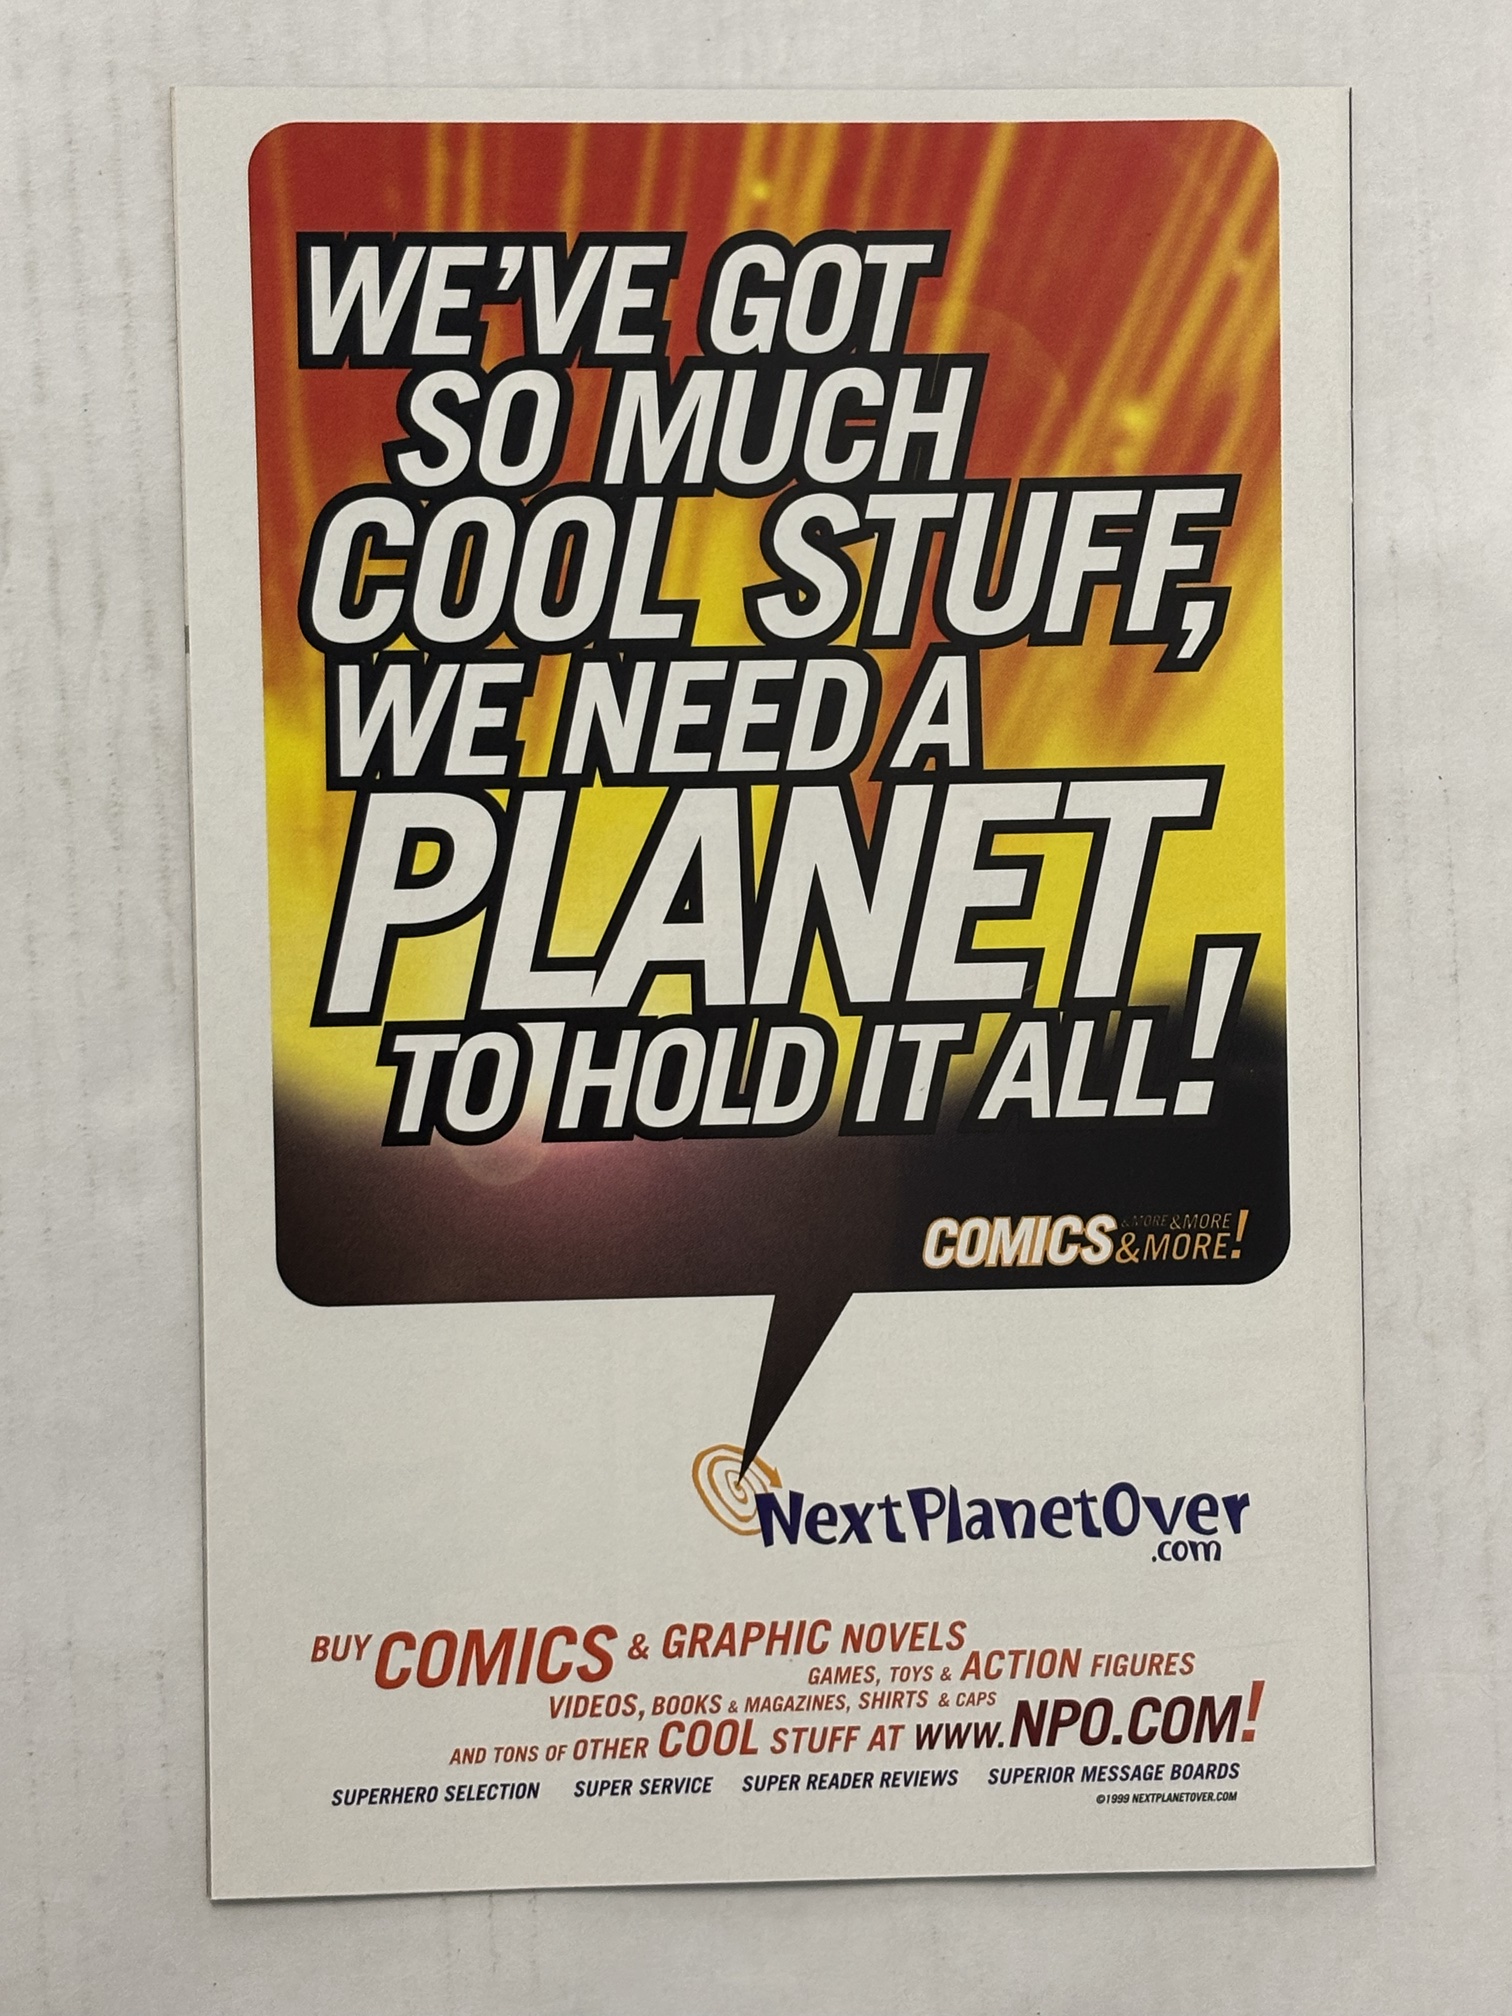 WE'VE GOT
SO MUCH
COOL STUFF,
WE NEED A
PLANET
TO HOLD IT ALL!
COMICS & MORE & MORE
& MORE!
NextPlanetOver
.com
BUY COMICS & GRAPHIC NOVELS
GAMES, TOYS & ACTION FIGURES
VIDEOS, BOOKS & MAGAZINES, SHIRTS & CAPS
AND TONS OF OTHER COOL STUFF AT WWW.NPO.COM!
SUPERHERO SELECTION SUPER SERVICE SUPER READER REVIEWS SUPERIOR MESSAGE BOARDS
©1999 NEXTPLANETOVER.COM